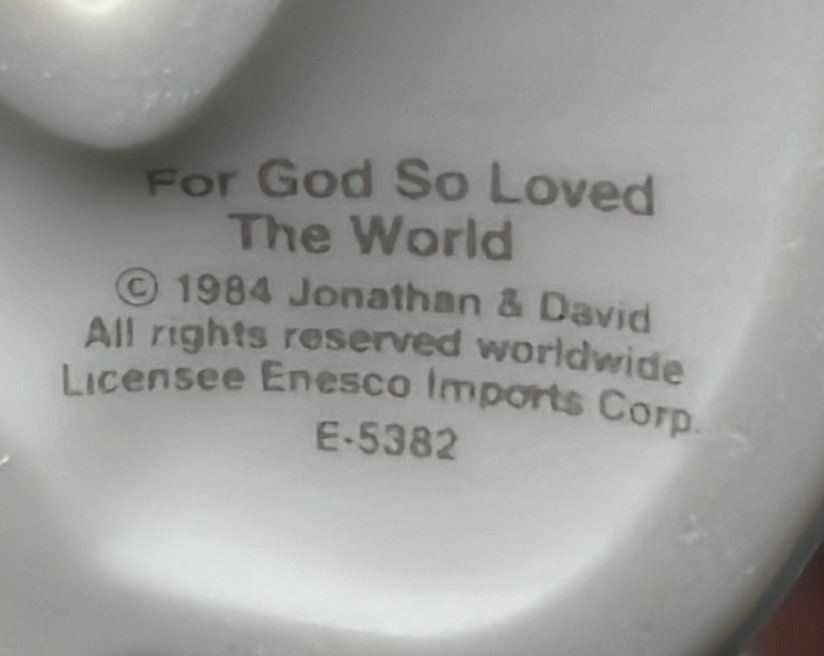 For God So Loved
The World
© 1984 Jonathan & David
All rights reserved worldwide
Licensee Enesco Imports Corp.
E-5382